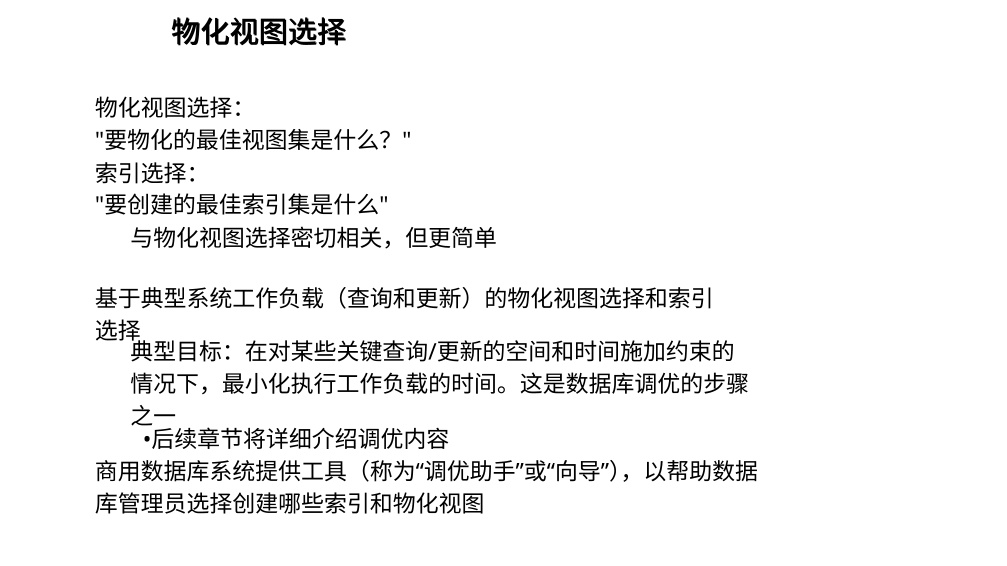 物化视图选择
物化视图选择：
"要物化的最佳视图集是什么？"
索引选择：
"要创建的最佳索引集是什么"
与物化视图选择密切相关，但更简单
基于典型系统工作负载（查询和更新）的物化视图选择和索引
选择
典型目标：在对某些关键查询/更新的空间和时间施加约束的
情况下，最小化执行工作负载的时间。这是数据库调优的步骤
之一
•后续章节将详细介绍调优内容
商用数据库系统提供工具（称为“调优助手”或“向导”），以帮助数据
库管理员选择创建哪些索引和物化视图